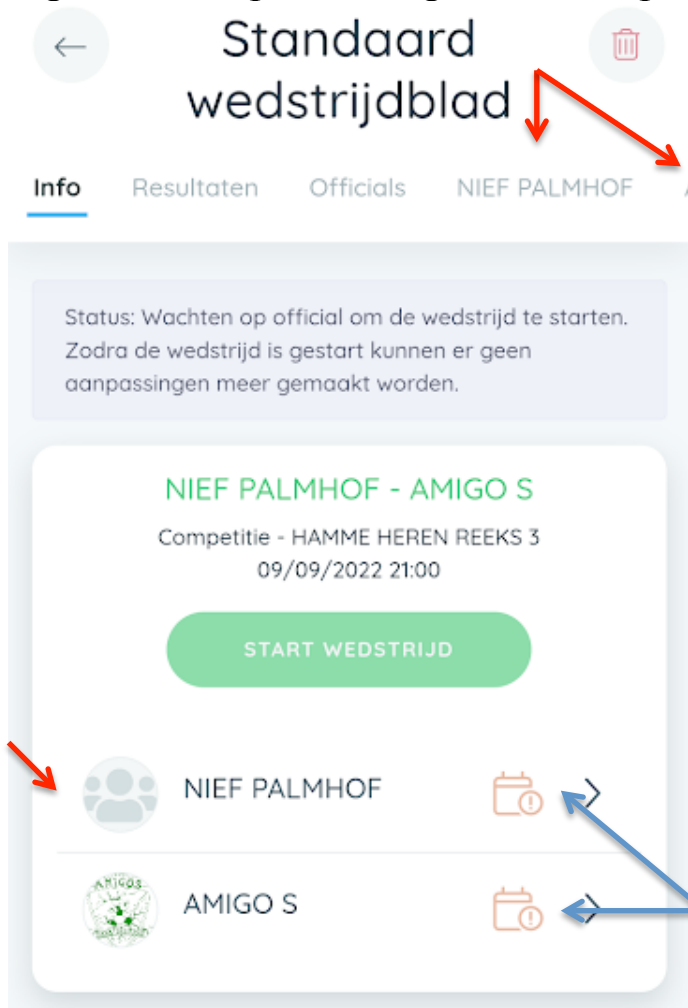 Standaard
wedstrijdblad
Info Resultaten Officials NIEF PALMHOF
Status: Wachten op official om de wedstrijd te starten.
Zodra de wedstrijd is gestart kunnen er geen
aanpassingen meer gemaakt worden.
NIEF PALMHOF - AMIGO S
Competitie - HAMME HEREN REEKS 3
09/09/2022 21:00
START WEDSTRIJD
NIEF PALMHOF
AMIGOS
AMIGO S